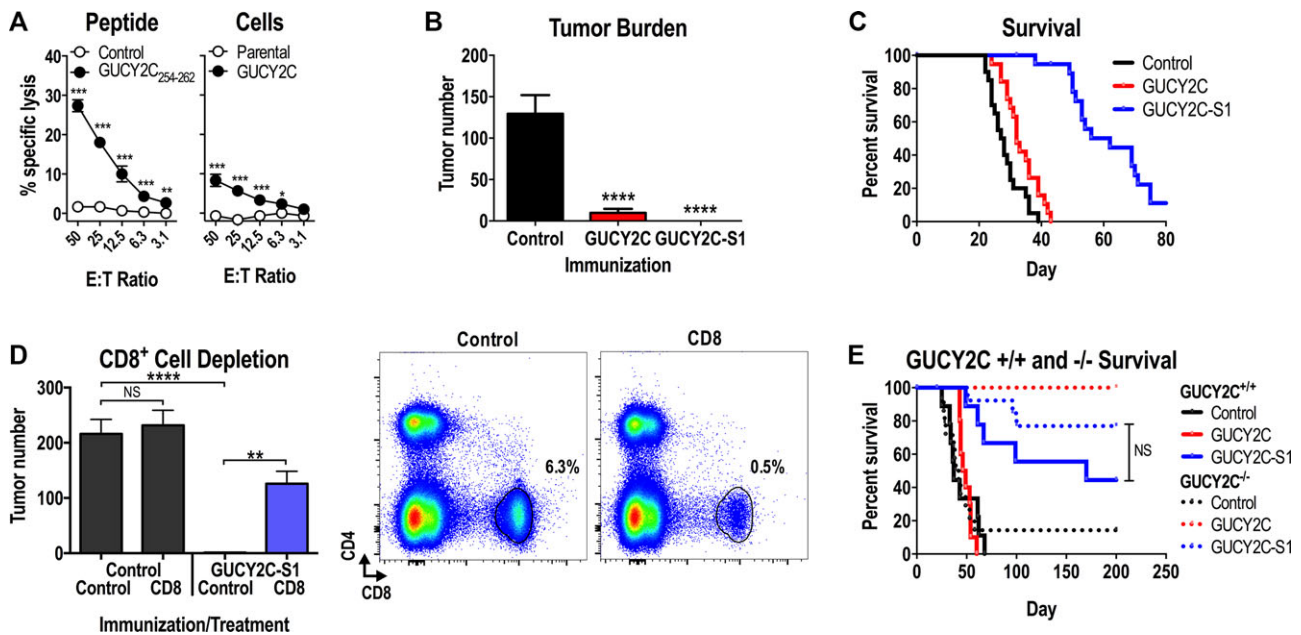 A
Peptide
Cells
Control
GUCY2C254-262
Parental
GUCY2C
% specific lysis
40
30
20
10
0
***
***
***
***
**
***
***
***
*
50
25
12.5
6.3
3.1
50
25
12.5
6.3
3.1
E:T Ratio
E:T Ratio
B
Tumor Burden
Tumor number
200
150
100
50
0
****
****
Control
GUCY2C
GUCY2C-S1
Immunization
C
Survival
Percent survival
100
80
60
40
20
0
0
20
40
60
80
Day
Control
GUCY2C
GUCY2C-S1
D
CD8+ Cell Depletion
Tumor number
300
200
100
0
****
NS
**
Control
GUCY2C-S1
Control
CD8
Control
CD8
Immunization/Treatment
Control
CD8
6.3%
0.5%
CD4
CD8
E
GUCY2C +/+ and -/- Survival
Percent survival
100
80
60
40
20
0
0
50
100
150
200
250
Day
NS
GUCY2C+/+
Control
GUCY2C
GUCY2C-S1
GUCY2C-/-
Control
GUCY2C
GUCY2C-S1